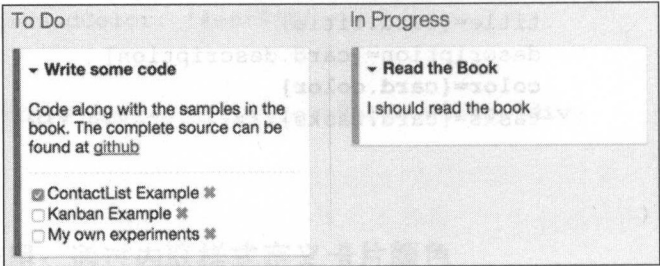 To Do
In Progress
Write some code
Code along with the samples in the
book. The complete source can be
found at github
ContactList Example ✖
Kanban Example ✖
My own experiments ✖
Read the Book
I should read the book